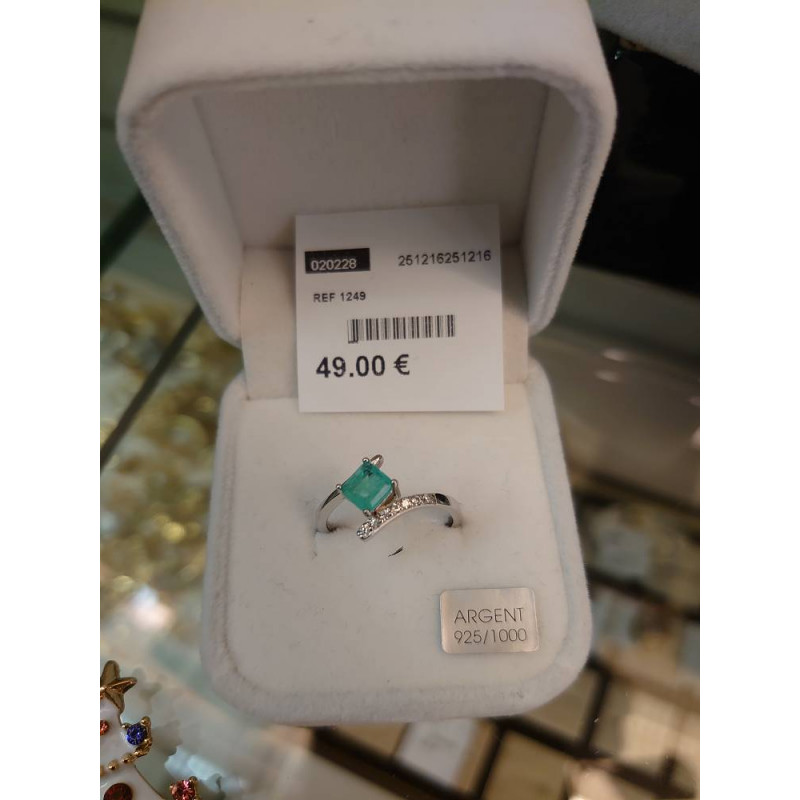 020228 251216251216
REF 1249
49.00 €
ARGENT
925/1000